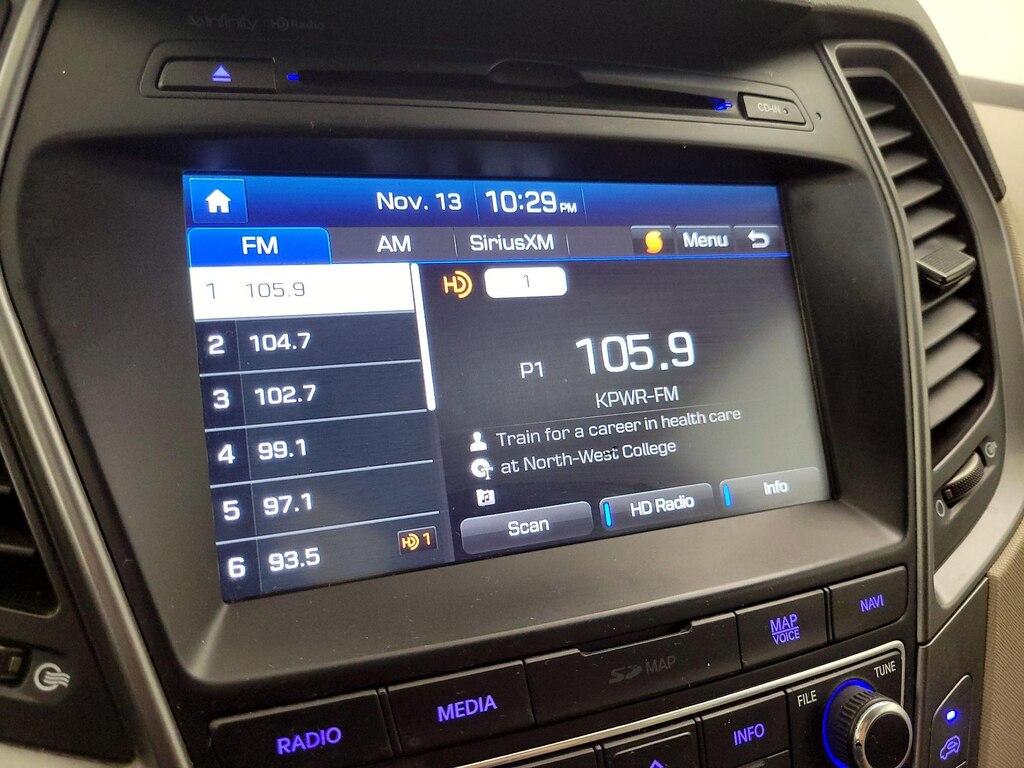 infinity HD Radio
CD-IN
Nov. 13 10:29 PM
FM AM SiriusXM Menu
1 105.9
2 104.7
3 102.7
4 99.1
5 97.1
6 93.5 HD 1
HD 1
P1 105.9
KPWR-FM
Train for a career in health care
at North-West College
Scan HD Radio Info
RADIO MEDIA SD MAP MAP VOICE NAVI
INFO FILE TUNE